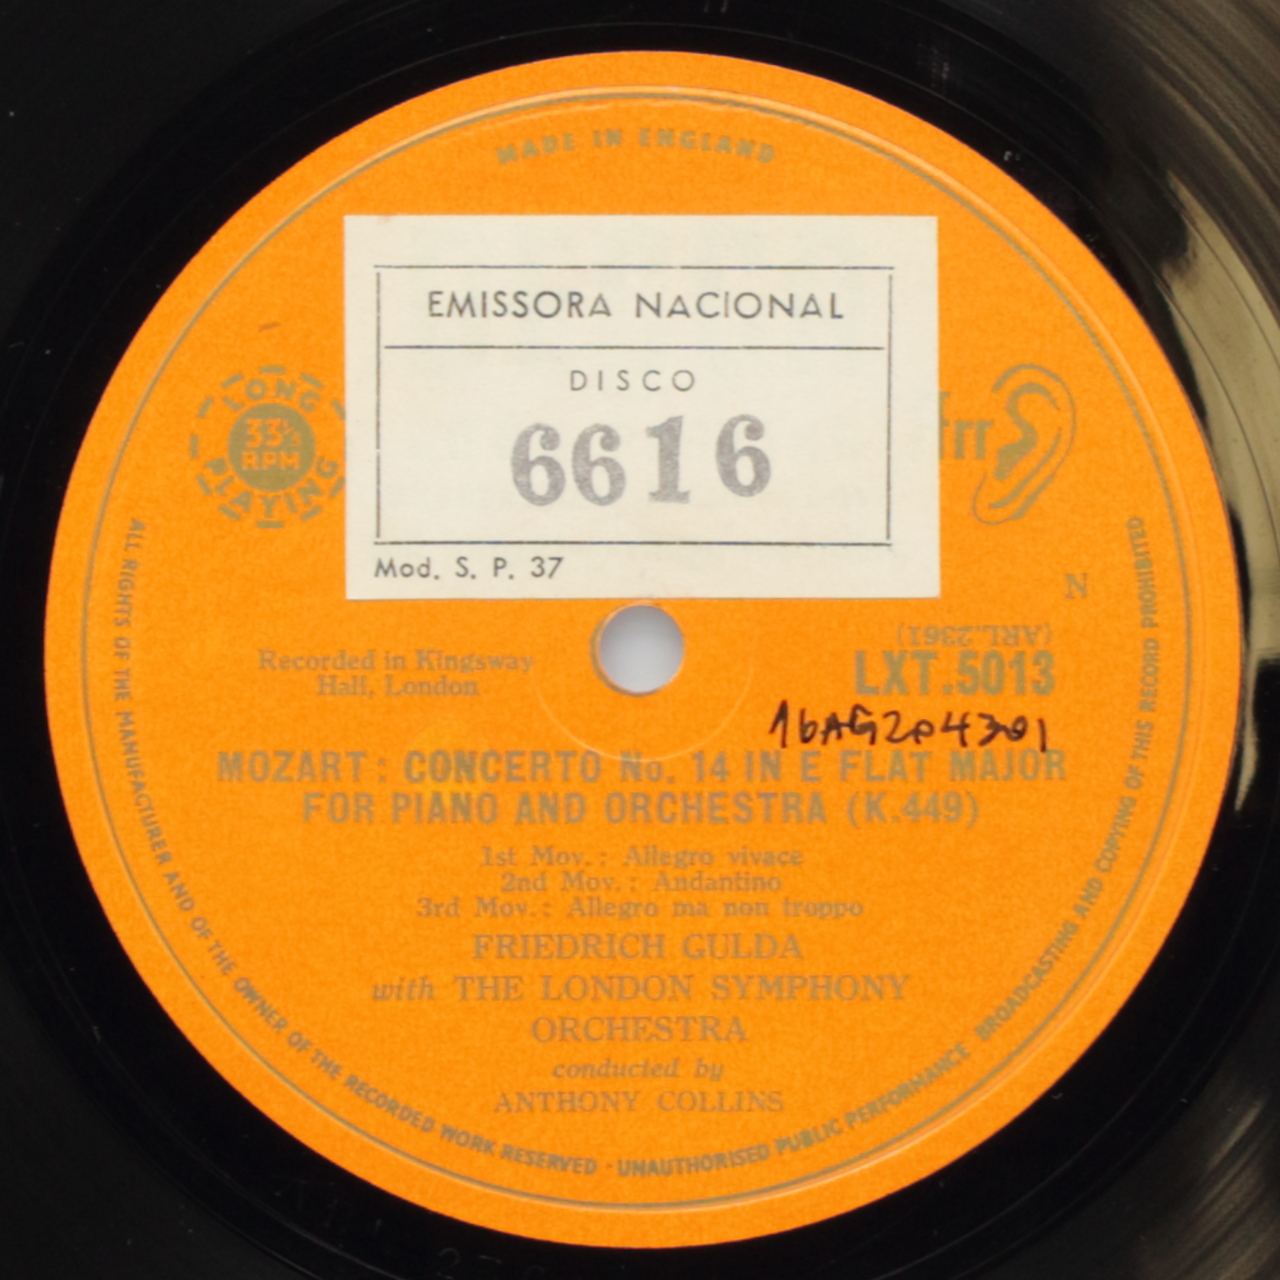 MADE IN ENGLAND
EMISSORA NACIONAL
DISCO
6616
Mod. S. P. 37
LONG
33⅓
RPM
PLAYING
ffrr
N
(ARL.2361)
Recorded in Kingsway
Hall, London
LXT.5013
MOZART: CONCERTO No. 14 IN E FLAT MAJOR
FOR PIANO AND ORCHESTRA (K.449)
1st Mov.: Allegro vivace
2nd Mov.: Andantino
3rd Mov.: Allegro ma non troppo
FRIEDRICH GULDA
with THE LONDON SYMPHONY
ORCHESTRA
conducted by
ANTHONY COLLINS
ALL RIGHTS OF THE MANUFACTURER AND OF THE OWNER OF THE RECORDED WORK RESERVED · UNAUTHORISED PUBLIC PERFORMANCE BROADCASTING AND COPYING OF THIS RECORD PROHIBITED